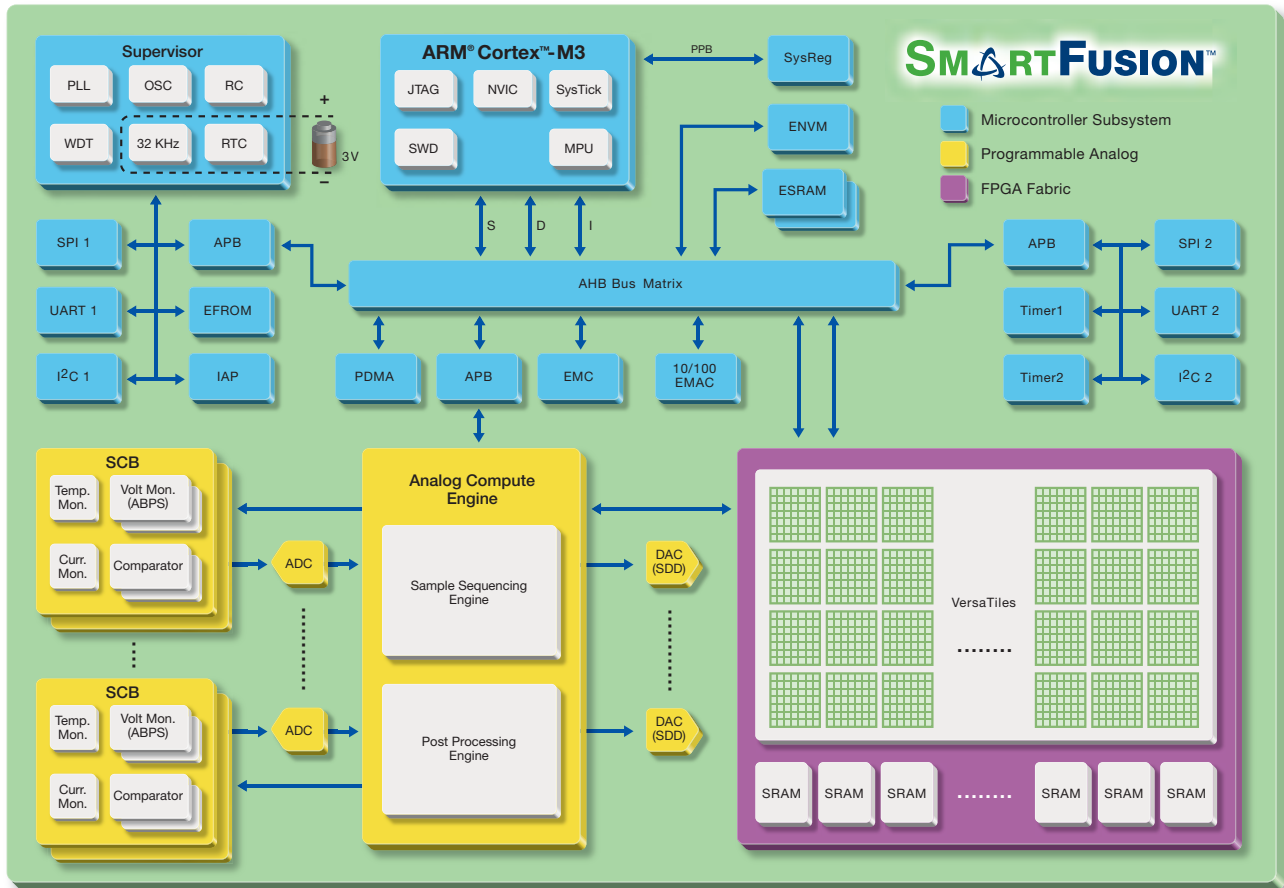 Supervisor
PLL
OSC
RC
WDT
32 KHz
RTC
+
3V
–
ARM® Cortex™-M3
JTAG
NVIC
SysTick
SWD
MPU
PPB
SysReg
ENVM
ESRAM
SMARTFUSION™
Microcontroller Subsystem
Programmable Analog
FPGA Fabric
S
D
I
SPI 1
APB
UART 1
EFROM
I²C 1
IAP
AHB Bus Matrix
APB
SPI 2
Timer1
UART 2
Timer2
I²C 2
PDMA
APB
EMC
10/100
EMAC
SCB
Temp.
Mon.
Volt Mon.
(ABPS)
Curr.
Mon.
Comparator
ADC
Analog Compute
Engine
Sample Sequencing
Engine
DAC
(SDD)
VersaTiles
........
SCB
Temp.
Mon.
Volt Mon.
(ABPS)
Curr.
Mon.
Comparator
ADC
Post Processing
Engine
DAC
(SDD)
SRAM
SRAM
SRAM
........
SRAM
SRAM
SRAM